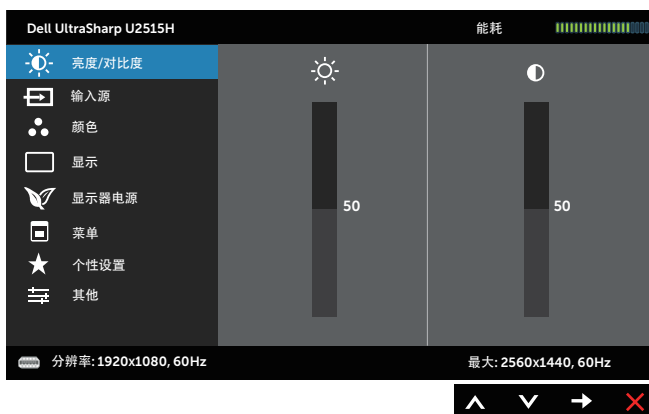 Dell UltraSharp U2515H 能耗
亮度/对比度
输入源
颜色
显示
显示器电源
菜单
个性设置
其他
50 50
分辨率: 1920x1080, 60Hz 最大: 2560x1440, 60Hz